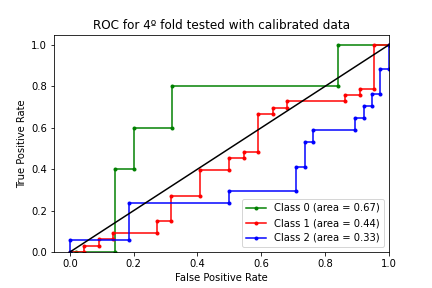 ROC for 4º fold tested with calibrated data
True Positive Rate
1.0
0.8
0.6
0.4
0.2
0.0
Class 0 (area = 0.67)
Class 1 (area = 0.44)
Class 2 (area = 0.33)
0.0 0.2 0.4 0.6 0.8 1.0
False Positive Rate